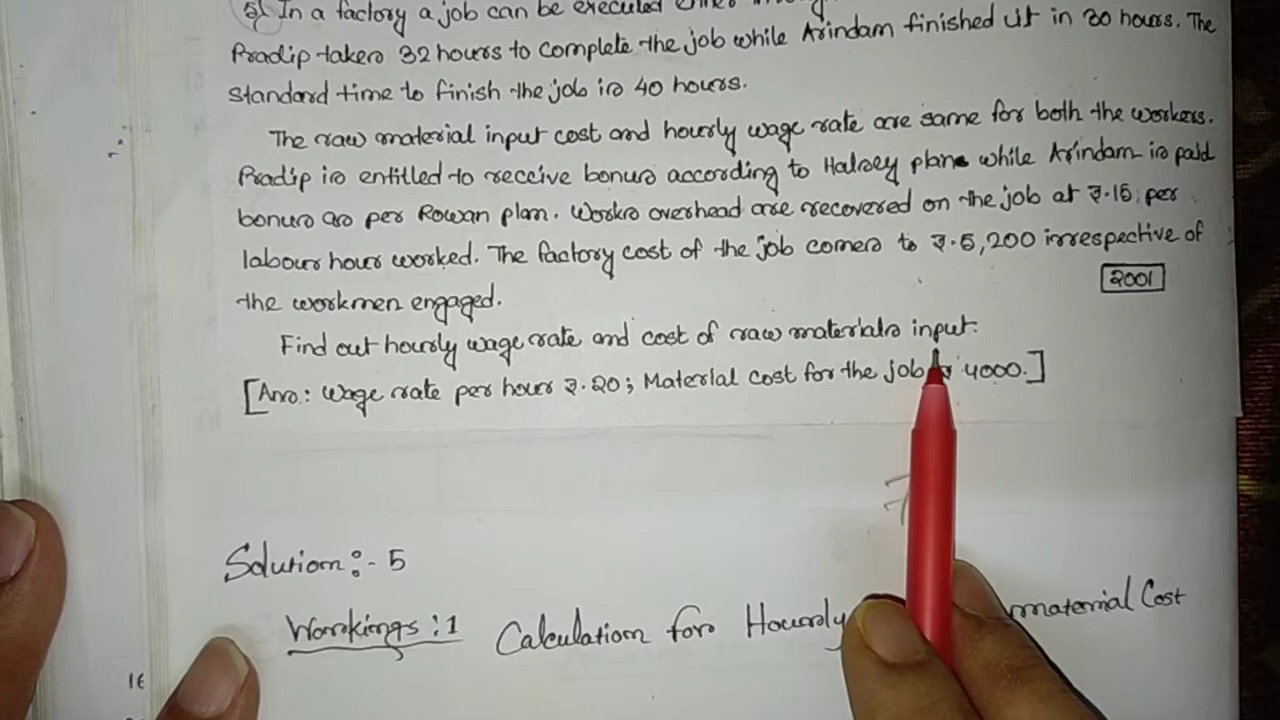 5) In a factory a job can be executed either
Pradip takes 32 hours to complete the job while Arindam finished it in 30 hours. The
standard time to finish the job is 40 hours.
The raw material input cost and hourly wage rate are same for both the workers.
Pradip is entitled to receive bonus according to Halsey plan while Arindam is paid
bonus as per Rowan plan. Works overhead are recovered on the job at ₹.15 per
labour hour worked. The factory cost of the job comes to ₹.5,200 irrespective of
the workmen engaged.
2001
Find out hourly wage rate and cost of raw materials input.
[Ans: Wage rate per hour ₹.20; Material cost for the job 4000.]
Solution:- 5
Workings:1 Calculation for Hourly material Cost
16